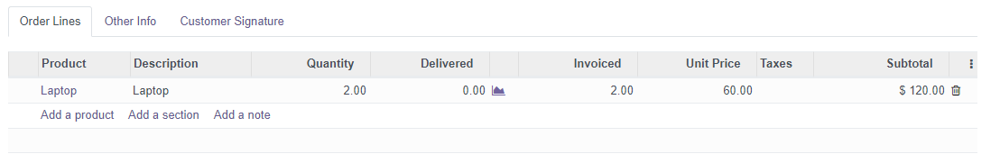 Order Lines Other Info Customer Signature
Product Description Quantity Delivered Invoiced Unit Price Taxes Subtotal
Laptop Laptop 2.00 0.00 2.00 60.00 $ 120.00
Add a product Add a section Add a note